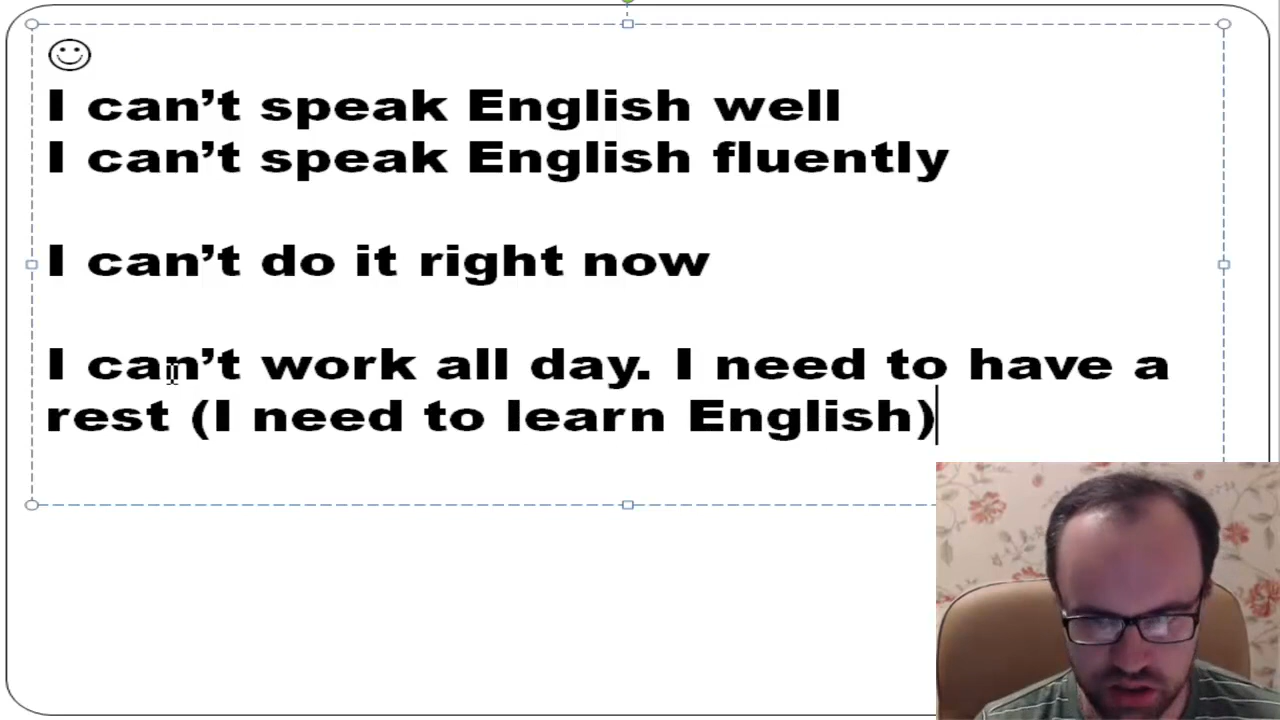 I can’t speak English well
I can’t speak English fluently
I can’t do it right now
I can’t work all day. I need to have a
rest (I need to learn English)